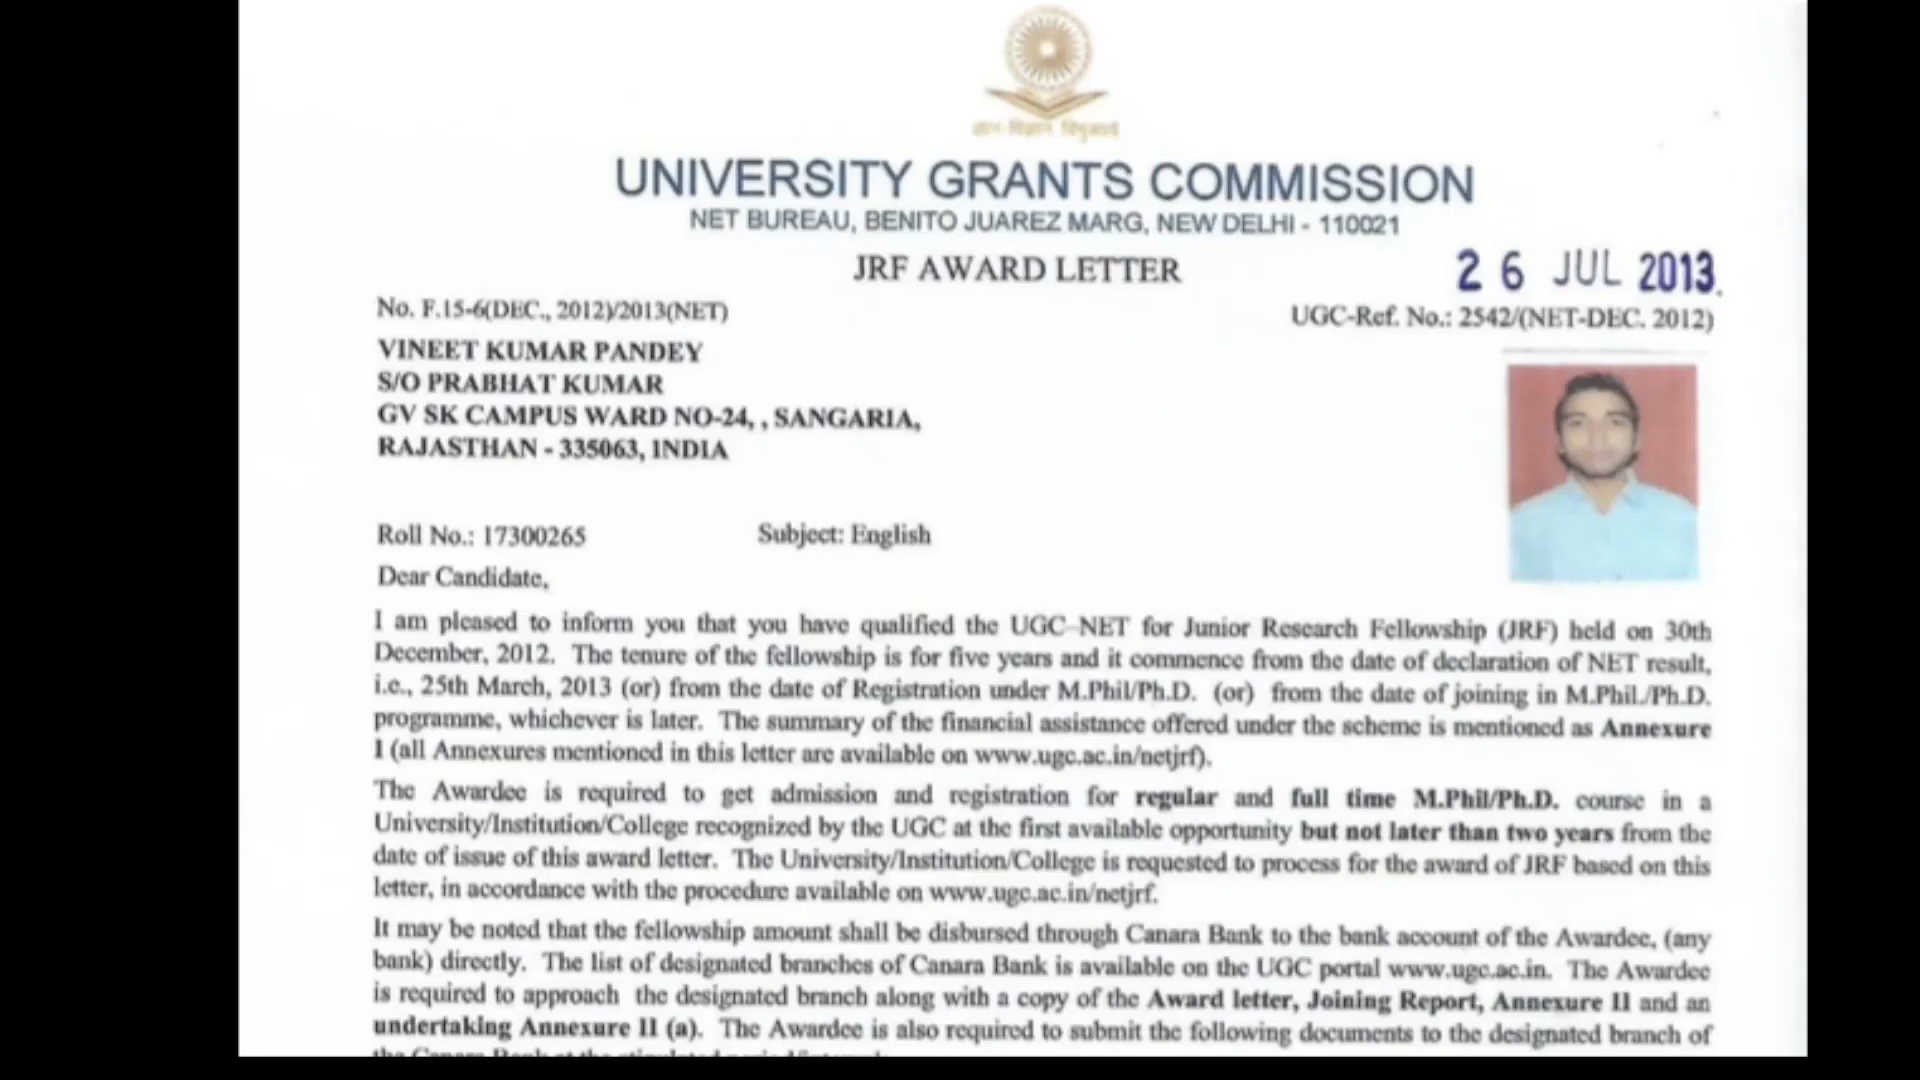 ज्ञान-विज्ञान विमुक्तये
UNIVERSITY GRANTS COMMISSION
NET BUREAU, BENITO JUAREZ MARG, NEW DELHI - 110021
JRF AWARD LETTER
2 6 JUL 2013.
No. F.15-6(DEC., 2012)/2013(NET)
UGC-Ref. No.: 2542/(NET-DEC. 2012)
VINEET KUMAR PANDEY
S/O PRABHAT KUMAR
GV SK CAMPUS WARD NO-24, , SANGARIA,
RAJASTHAN - 335063, INDIA
Roll No.: 17300265 Subject: English
Dear Candidate,
I am pleased to inform you that you have qualified the UGC-NET for Junior Research Fellowship (JRF) held on 30th
December, 2012. The tenure of the fellowship is for five years and it commence from the date of declaration of NET result,
i.e., 25th March, 2013 (or) from the date of Registration under M.Phil/Ph.D. (or) from the date of joining in M.Phil./Ph.D.
programme, whichever is later. The summary of the financial assistance offered under the scheme is mentioned as Annexure
I (all Annexures mentioned in this letter are available on www.ugc.ac.in/netjrf).
The Awardee is required to get admission and registration for regular and full time M.Phil/Ph.D. course in a
University/Institution/College recognized by the UGC at the first available opportunity but not later than two years from the
date of issue of this award letter. The University/Institution/College is requested to process for the award of JRF based on this
letter, in accordance with the procedure available on www.ugc.ac.in/netjrf.
It may be noted that the fellowship amount shall be disbursed through Canara Bank to the bank account of the Awardee, (any
bank) directly. The list of designated branches of Canara Bank is available on the UGC portal www.ugc.ac.in. The Awardee
is required to approach the designated branch along with a copy of the Award letter, Joining Report, Annexure II and an
undertaking Annexure II (a). The Awardee is also required to submit the following documents to the designated branch of